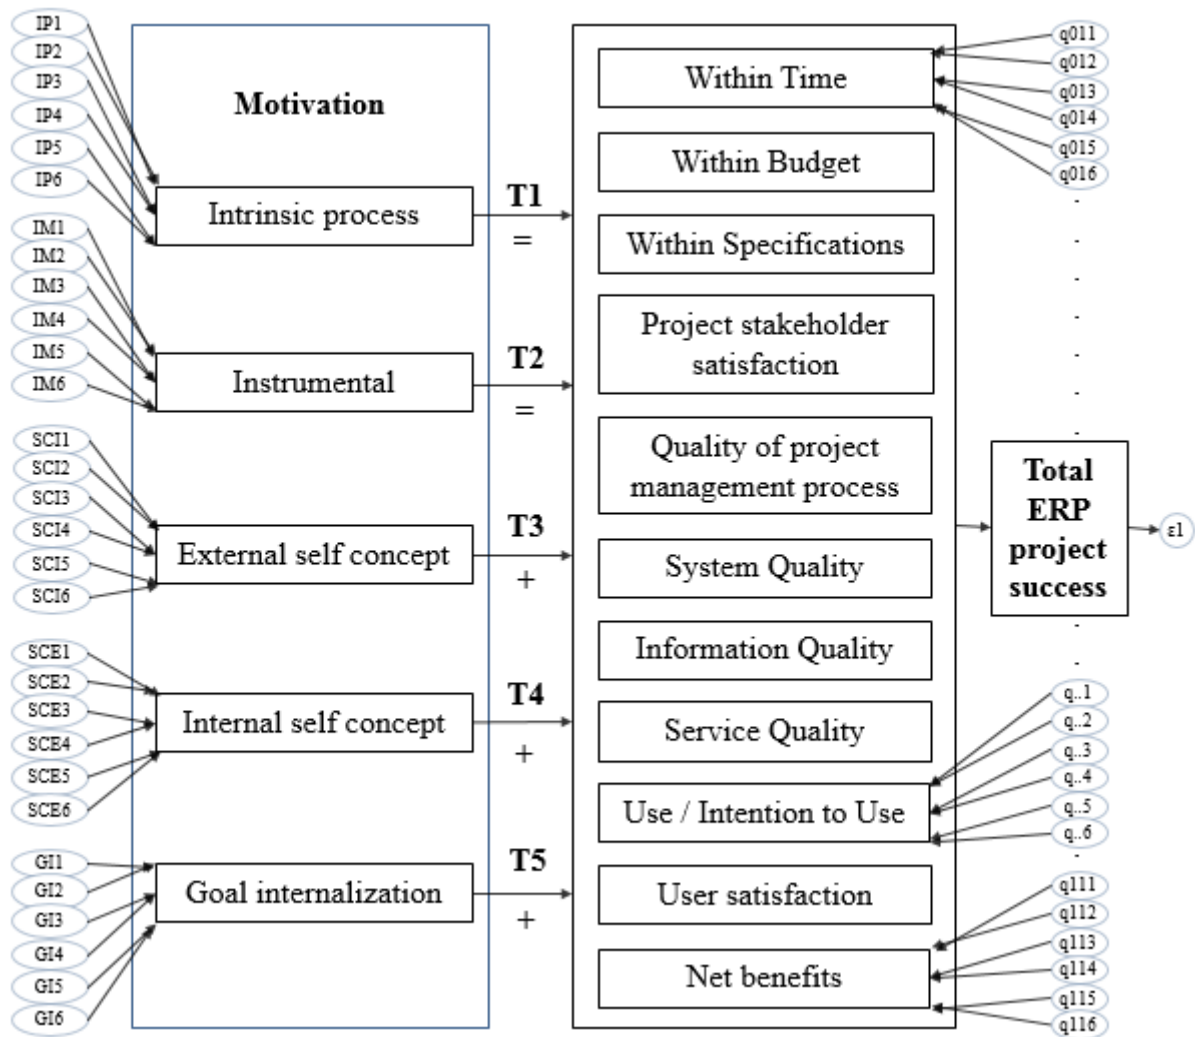 IP1
IP2
IP3
IP4
IP5
IP6
IM1
IM2
IM3
IM4
IM5
IM6
SCI1
SCI2
SCI3
SCI4
SCI5
SCI6
SCE1
SCE2
SCE3
SCE4
SCE5
SCE6
GI1
GI2
GI3
GI4
GI5
GI6
Motivation
Intrinsic process
Instrumental
External self concept
Internal self concept
Goal internalization
T1
=
T2
=
T3
+
T4
+
T5
+
Within Time
Within Budget
Within Specifications
Project stakeholder
satisfaction
Quality of project
management process
System Quality
Information Quality
Service Quality
Use / Intention to Use
User satisfaction
Net benefits
q011
q012
q013
q014
q015
q016
Total
ERP
project
success
ε1
q..1
q..2
q..3
q..4
q..5
q..6
q111
q112
q113
q114
q115
q116